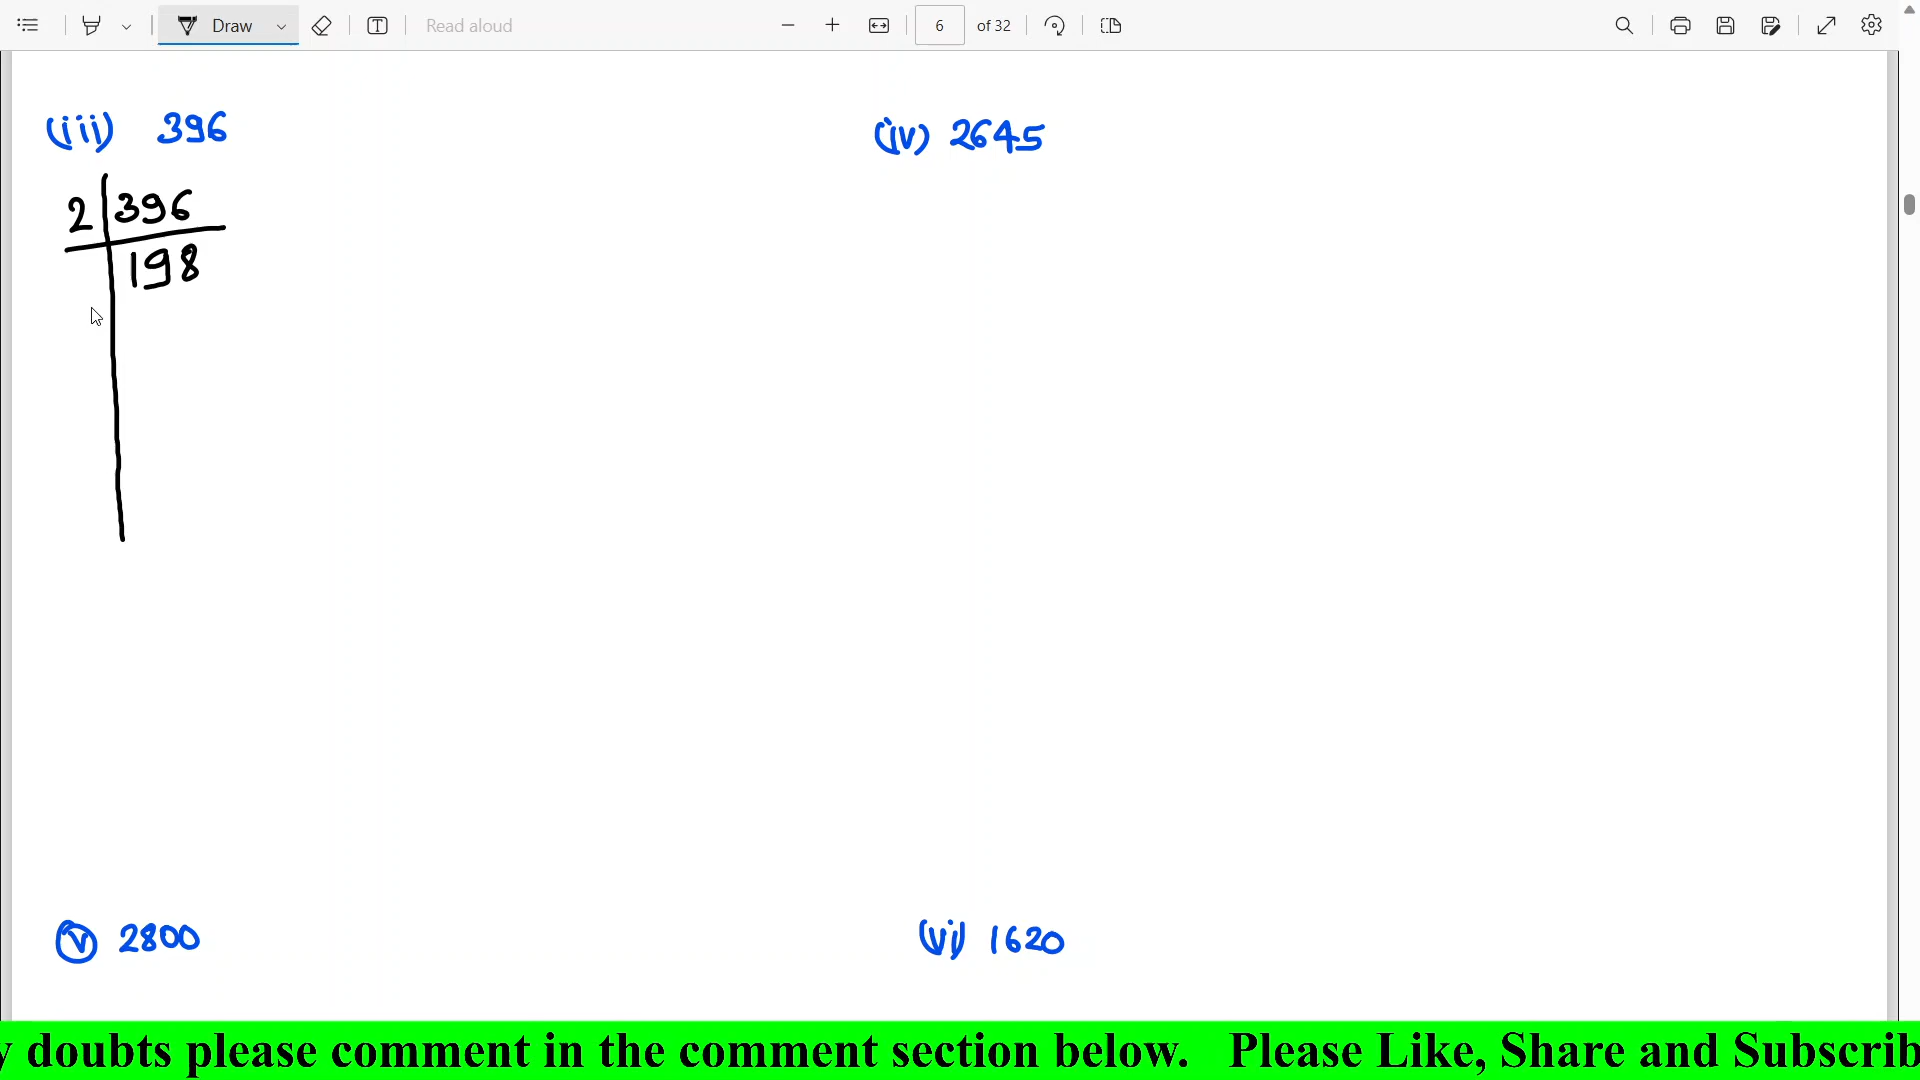 Draw
Read aloud
6 of 32
(iii) 396
(iv) 2645
2 396
198
(v) 2800
(vi) 1620
y doubts please comment in the comment section below. Please Like, Share and Subscrib